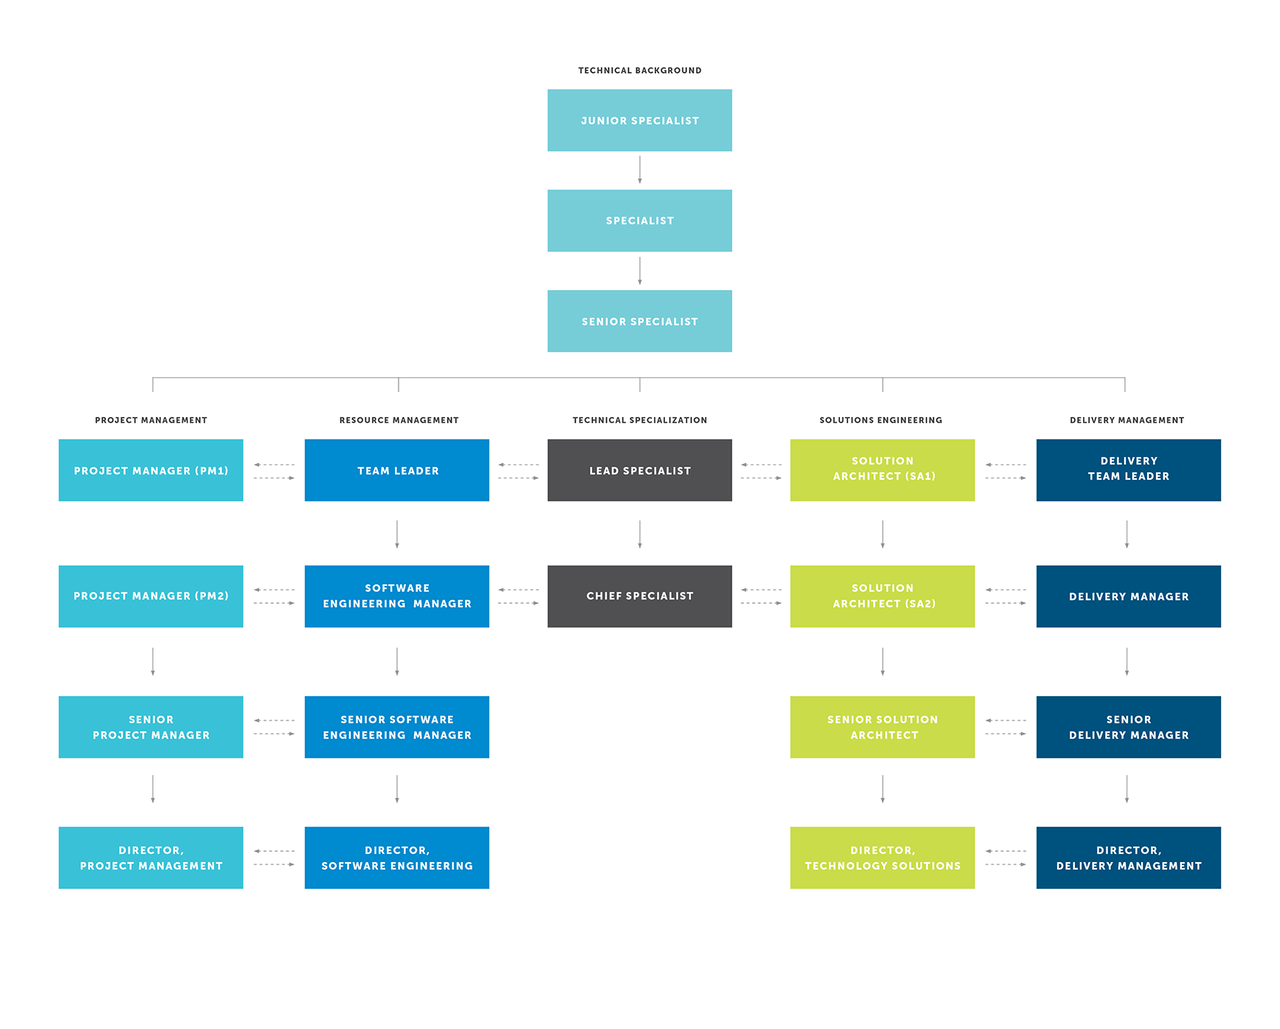 TECHNICAL BACKGROUND
JUNIOR SPECIALIST
SPECIALIST
SENIOR SPECIALIST
PROJECT MANAGEMENT
RESOURCE MANAGEMENT
TECHNICAL SPECIALIZATION
SOLUTIONS ENGINEERING
DELIVERY MANAGEMENT
PROJECT MANAGER (PM1)
TEAM LEADER
LEAD SPECIALIST
SOLUTION
ARCHITECT (SA1)
DELIVERY
TEAM LEADER
PROJECT MANAGER (PM2)
SOFTWARE
ENGINEERING MANAGER
CHIEF SPECIALIST
SOLUTION
ARCHITECT (SA2)
DELIVERY MANAGER
SENIOR
PROJECT MANAGER
SENIOR SOFTWARE
ENGINEERING MANAGER
SENIOR SOLUTION
ARCHITECT
SENIOR
DELIVERY MANAGER
DIRECTOR,
PROJECT MANAGEMENT
DIRECTOR,
SOFTWARE ENGINEERING
DIRECTOR,
TECHNOLOGY SOLUTIONS
DIRECTOR,
DELIVERY MANAGEMENT